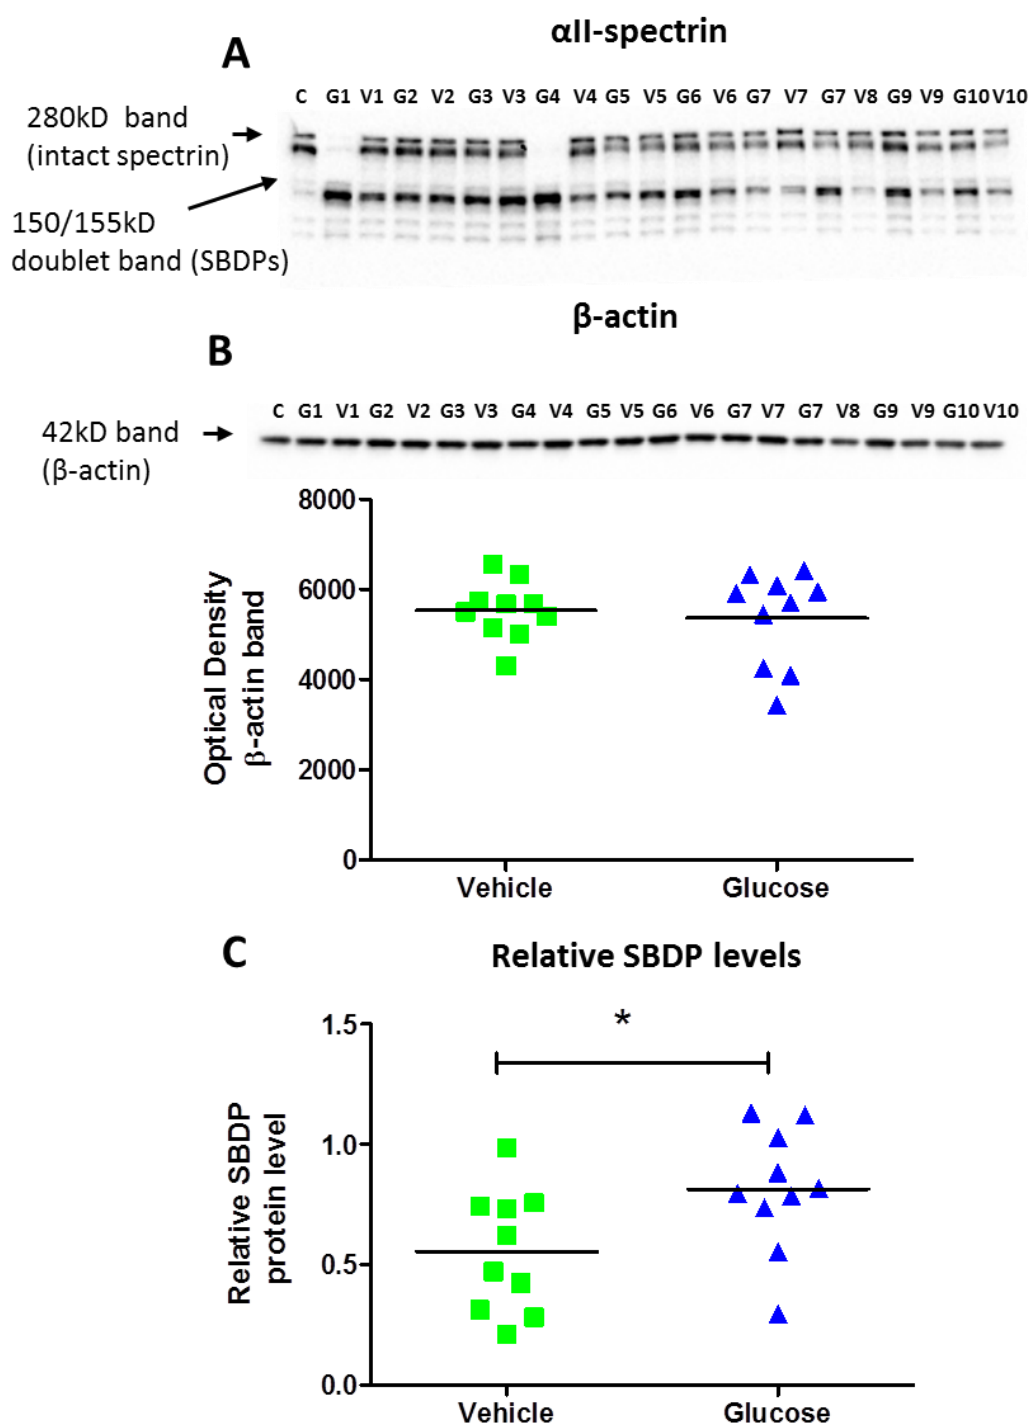 αII-spectrin
A
C G1 V1 G2 V2 G3 V3 G4 V4 G5 V5 G6 V6 G7 V7 G7 V8 G9 V9 G10 V10
280kD band
(intact spectrin)
150/155kD
doublet band (SBDPs)
β-actin
B
C G1 V1 G2 V2 G3 V3 G4 V4 G5 V5 G6 V6 G7 V7 G7 V8 G9 V9 G10 V10
42kD band
(β-actin)
Optical Density
β-actin band
8000
6000
4000
2000
0
Vehicle Glucose
C
Relative SBDP levels
*
Relative SBDP
protein level
1.5
1.0
0.5
0.0
Vehicle Glucose